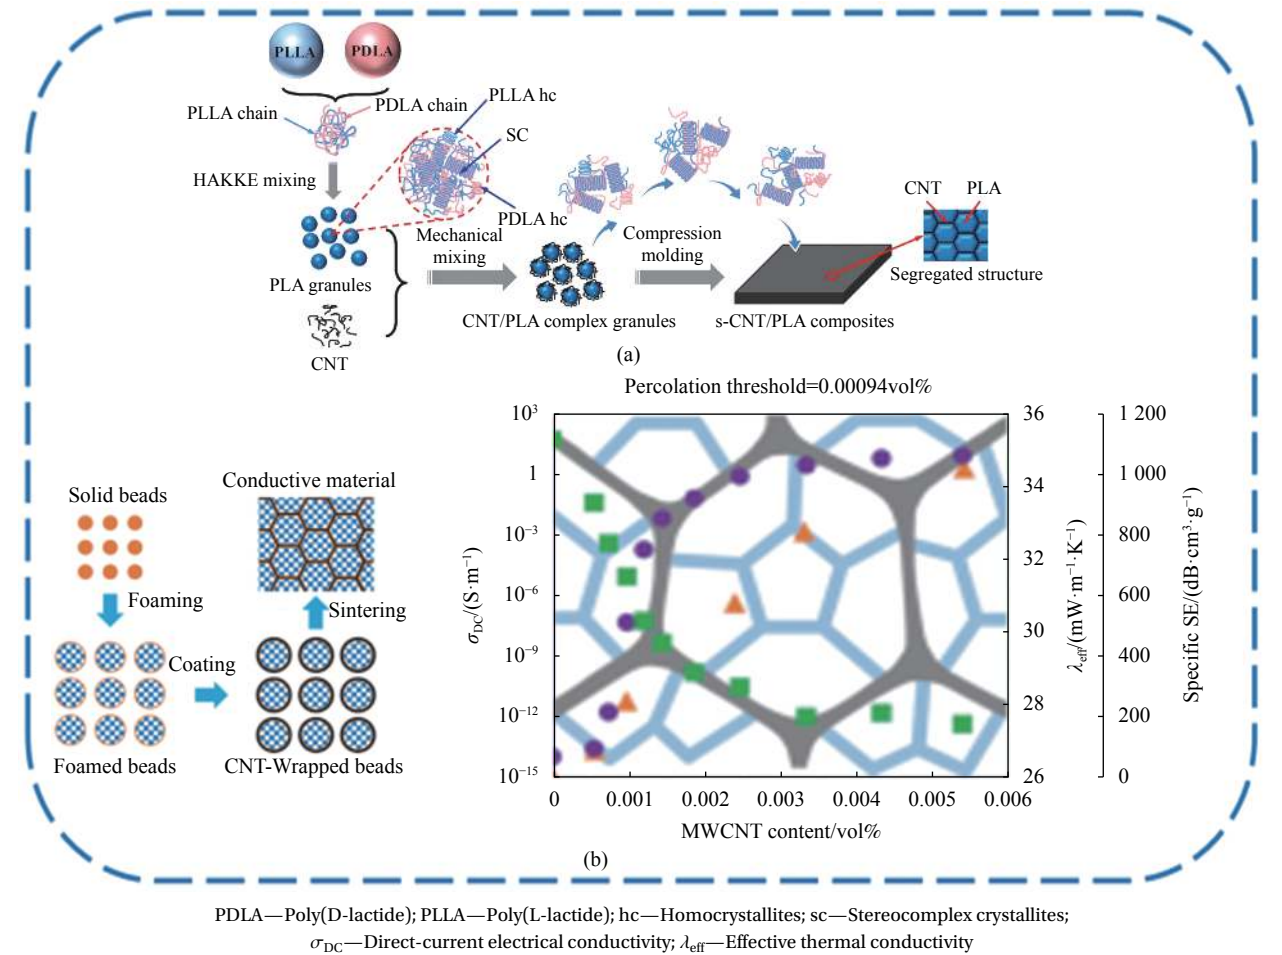 PLLA
PDLA
PLLA chain
PDLA chain
PLLA hc
SC
PDLA hc
HAKKE mixing
PLA granules
CNT
Mechanical
mixing
CNT/PLA complex granules
Compression
molding
s-CNT/PLA composites
CNT
PLA
Segregated structure
(a)
Solid beads
Foaming
Foamed beads
Coating
CNT-Wrapped beads
Sintering
Conductive material
Percolation threshold=0.00094vol%
10³
1
10⁻³
10⁻⁶
10⁻⁹
10⁻¹²
10⁻¹⁵
σDC/(S·m⁻¹)
0
0.001
0.002
0.003
0.004
0.005
0.006
MWCNT content/vol%
36
34
32
30
28
26
λeff/(mW·m⁻¹·K⁻¹)
1 200
1 000
800
600
400
200
0
Specific SE/(dB·cm³·g⁻¹)
(b)
PDLA—Poly(D-lactide); PLLA—Poly(L-lactide); hc—Homocrystallites; sc—Stereocomplex crystallites;
σDC—Direct-current electrical conductivity; λeff—Effective thermal conductivity